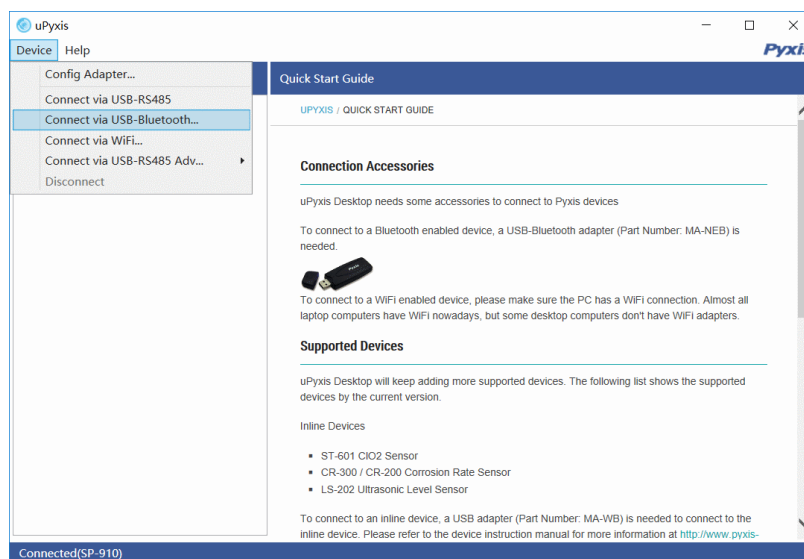 uPyxis
Device Help
Pyxis
Config Adapter...
Connect via USB-RS485
Connect via USB-Bluetooth...
Connect via WiFi...
Connect via USB-RS485 Adv...
Disconnect
Quick Start Guide
UPYXIS / QUICK START GUIDE
Connection Accessories
uPyxis Desktop needs some accessories to connect to Pyxis devices
To connect to a Bluetooth enabled device, a USB-Bluetooth adapter (Part Number: MA-NEB) is
needed.
Pyxis
To connect to a WiFi enabled device, please make sure the PC has a WiFi connection. Almost all
laptop computers have WiFi nowadays, but some desktop computers don't have WiFi adapters.
Supported Devices
uPyxis Desktop will keep adding more supported devices. The following list shows the supported
devices by the current version.
Inline Devices
ST-601 ClO2 Sensor
CR-300 / CR-200 Corrosion Rate Sensor
LS-202 Ultrasonic Level Sensor
To connect to an inline device, a USB adapter (Part Number: MA-WB) is needed to connect to the
inline device. Please refer to the device instruction manual for more information at http://www.pyxis-
Connected(SP-910)